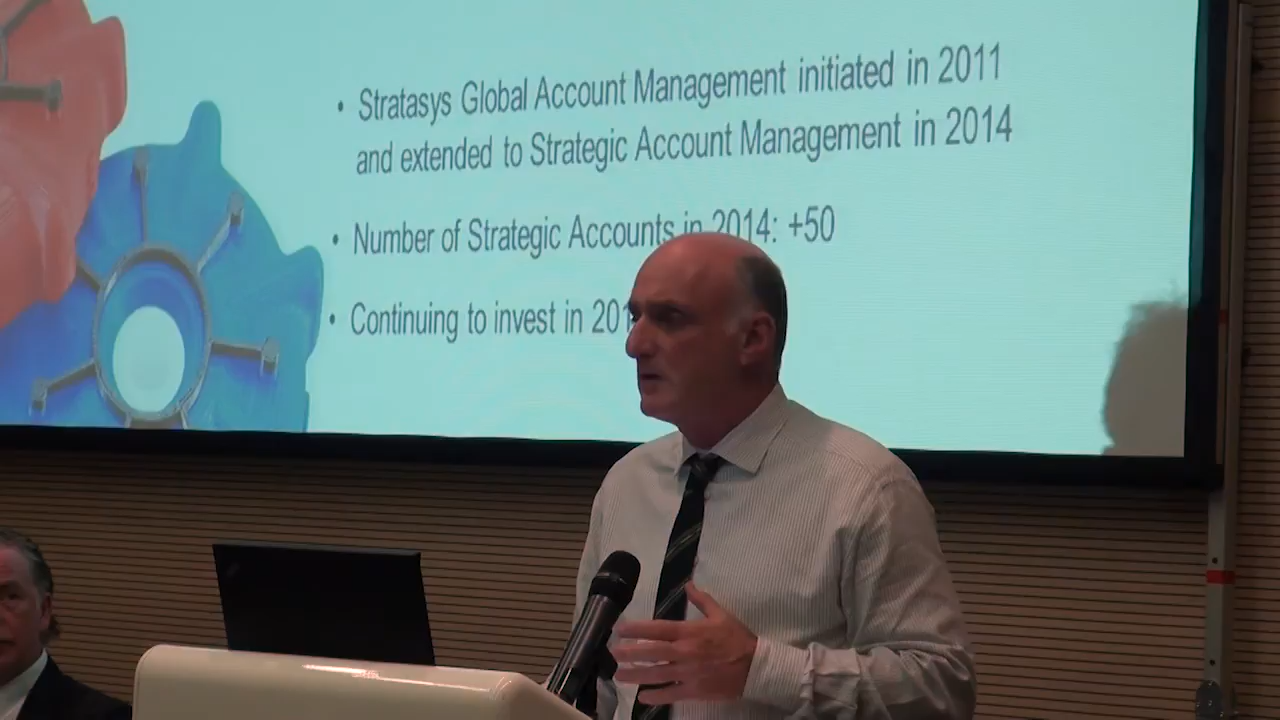 • Stratasys Global Account Management initiated in 2011
and extended to Strategic Account Management in 2014
• Number of Strategic Accounts in 2014: +50
• Continuing to invest in